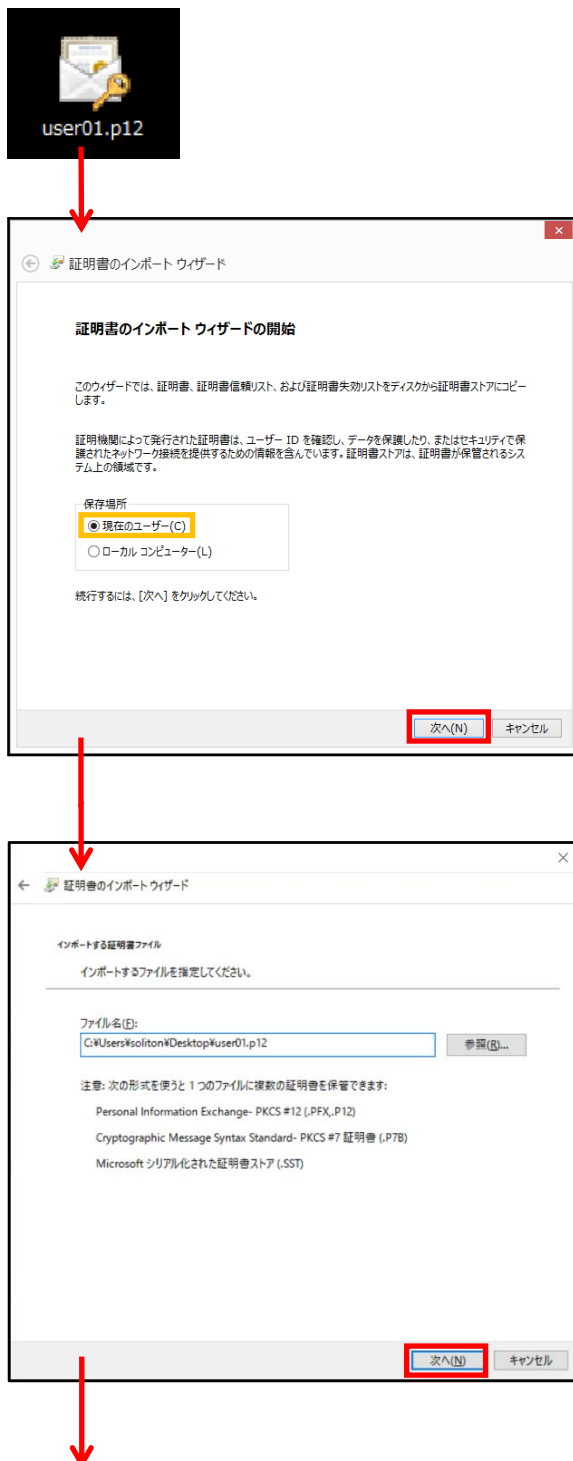 user01.p12
証明書のインポート ウィザード
証明書のインポート ウィザードの開始
このウィザードでは、証明書、証明書信頼リスト、および証明書失効リストをディスクから証明書ストアにコピー
します。
証明機関によって発行された証明書は、ユーザー ID を確認し、データを保護したり、またはセキュリティで保
護されたネットワーク接続を提供するための情報を含んでいます。証明書ストアは、証明書が保管されるシス
テム上の領域です。
保存場所
現在のユーザー(C)
ローカル コンピューター(L)
続行するには、[次へ] をクリックしてください。
次へ(N) キャンセル
証明書のインポート ウィザード
インポートする証明書ファイル
インポートするファイルを指定してください。
ファイル名(F):
C:¥Users¥soliton¥Desktop¥user01.p12 参照(R)...
注意: 次の形式を使うと 1 つのファイルに複数の証明書を保管できます:
Personal Information Exchange- PKCS #12 (.PFX,.P12)
Cryptographic Message Syntax Standard- PKCS #7 証明書 (.P7B)
Microsoft シリアル化された証明書ストア (.SST)
次へ(N) キャンセル